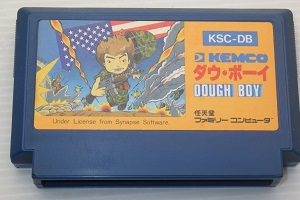 KSC-DB
KEMCO
ダウ・ボーイ
DOUGH BOY
Under License from Synapse Software.
任天堂
ファミリー コンピュータ